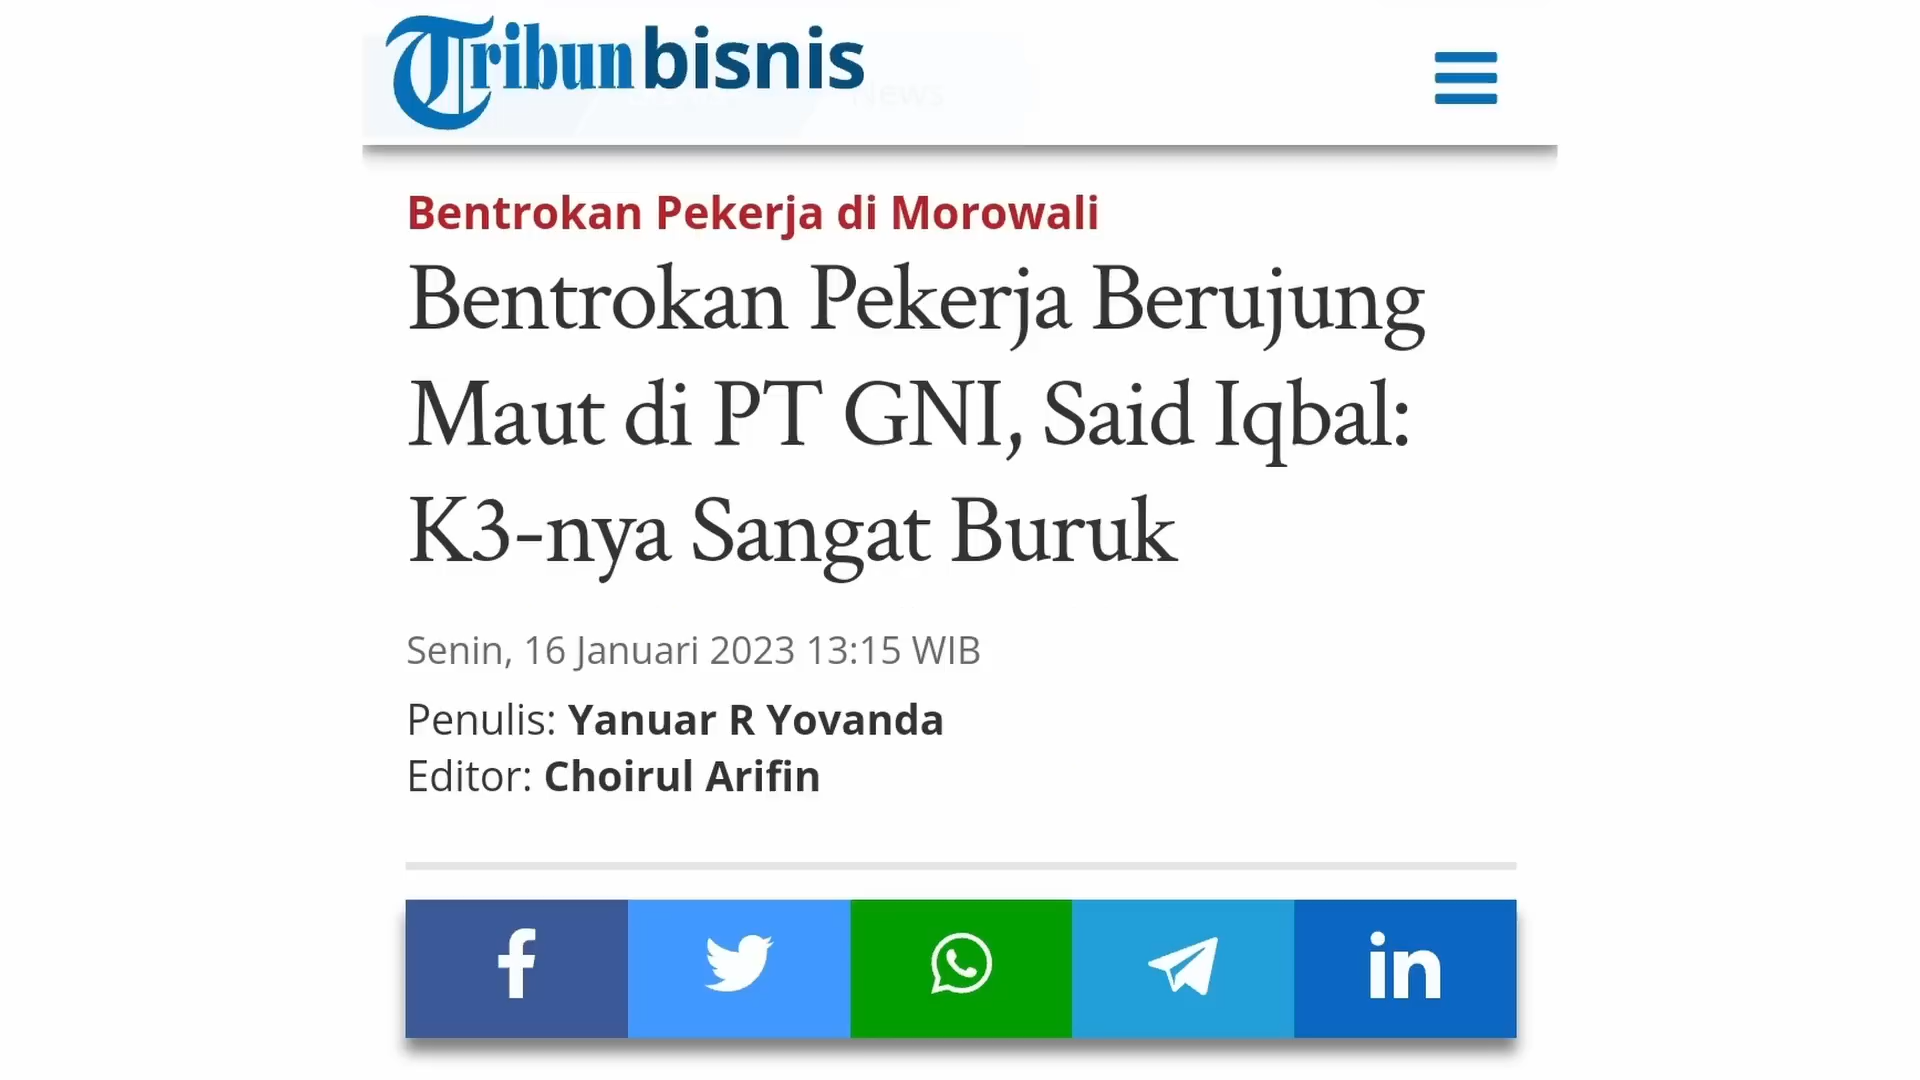 Tribunbisnis
News
Bentrokan Pekerja di Morowali
Bentrokan Pekerja Berujung
Maut di PT GNI, Said Iqbal:
K3-nya Sangat Buruk
Senin, 16 Januari 2023 13:15 WIB
Penulis: Yanuar R Yovanda
Editor: Choirul Arifin